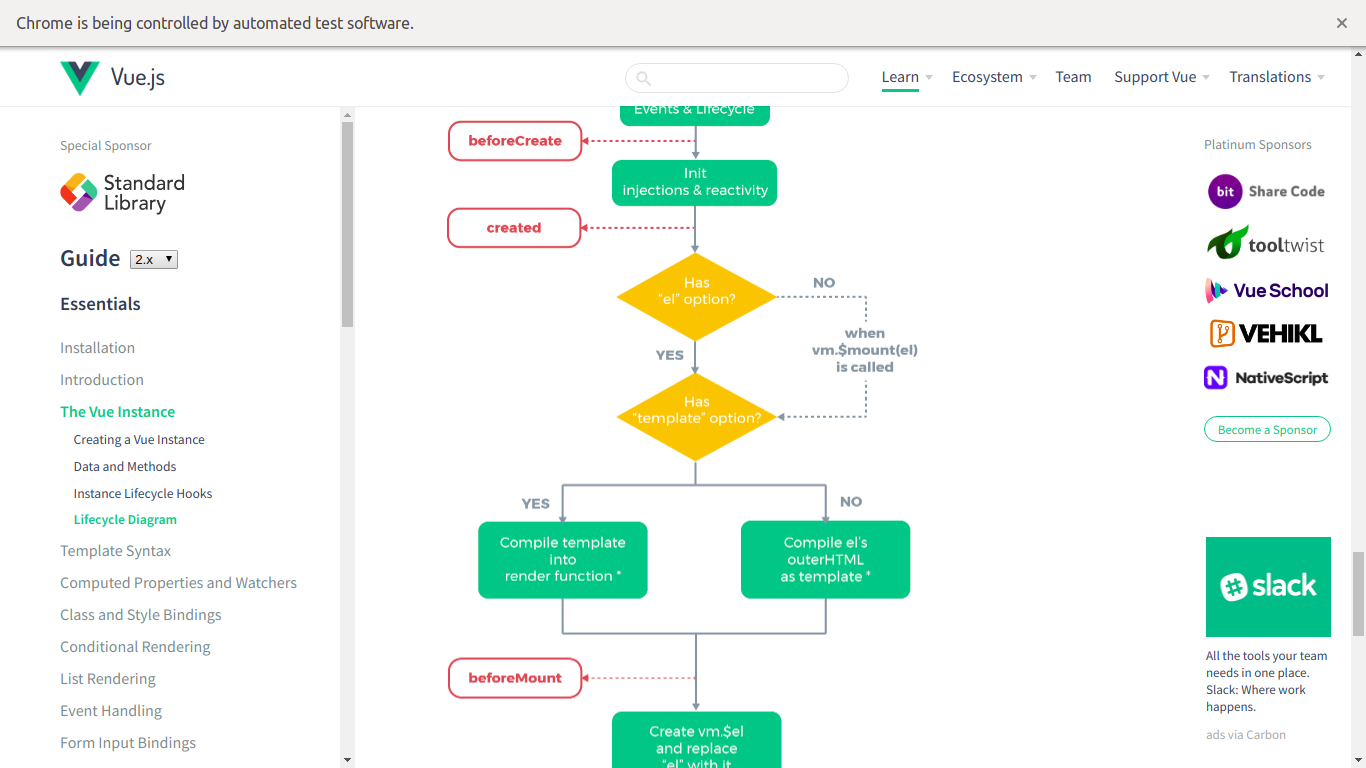 Chrome is being controlled by automated test software.
Vue.js
Learn
Ecosystem
Team
Support Vue
Translations
Special Sponsor
Standard
Library
Guide
2.x
Essentials
Installation
Introduction
The Vue Instance
Creating a Vue Instance
Data and Methods
Instance Lifecycle Hooks
Lifecycle Diagram
Template Syntax
Computed Properties and Watchers
Class and Style Bindings
Conditional Rendering
List Rendering
Event Handling
Form Input Bindings
Events & Lifecycle
beforeCreate
Init
injections & reactivity
created
Has
“el” option?
NO
when
vm.$mount(el)
is called
YES
Has
“template” option?
YES
NO
Compile template
into
render function *
Compile el's
outerHTML
as template *
beforeMount
Create vm.$el
and replace
“el” with it
Platinum Sponsors
bit
Share Code
tooltwist
Vue School
VEHIKL
NativeScript
Become a Sponsor
slack
All the tools your team
needs in one place.
Slack: Where work
happens.
ads via Carbon